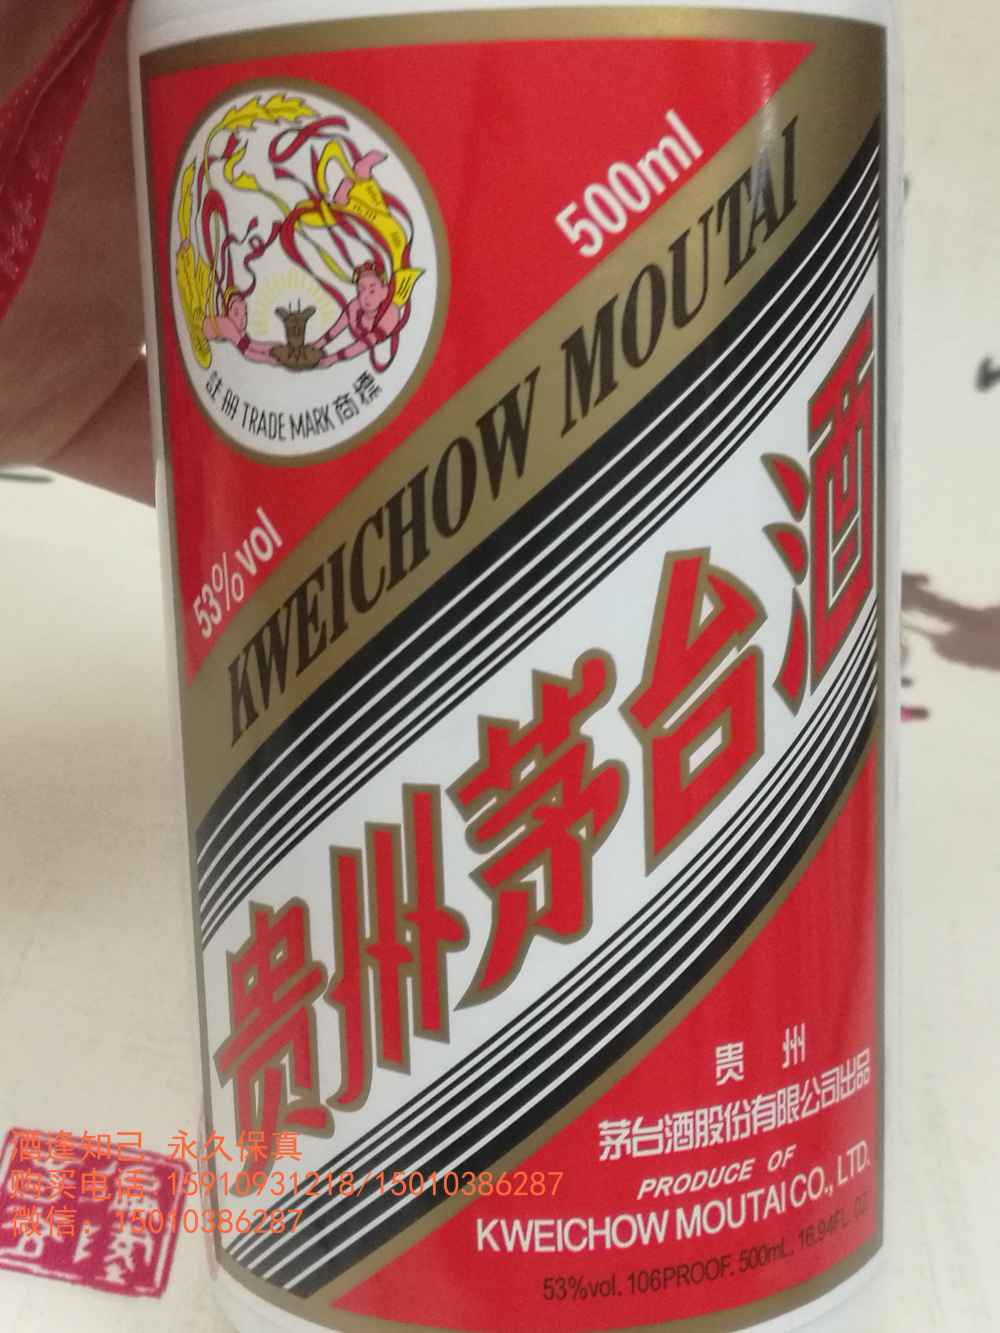 500ml
註册 TRADE MARK 商標
53%vol
KWEICHOW MOUTAI
贵州茅台酒
贵 州
茅台酒股份有限公司出品
PRODUCE OF
KWEICHOW MOUTAI CO., LTD.
53%vol. 106PROOF. 500mL. 16.94FL. OZ.
酒逢知己 永久保真
购买电话 15910931218/15010386287
微信：15010386287